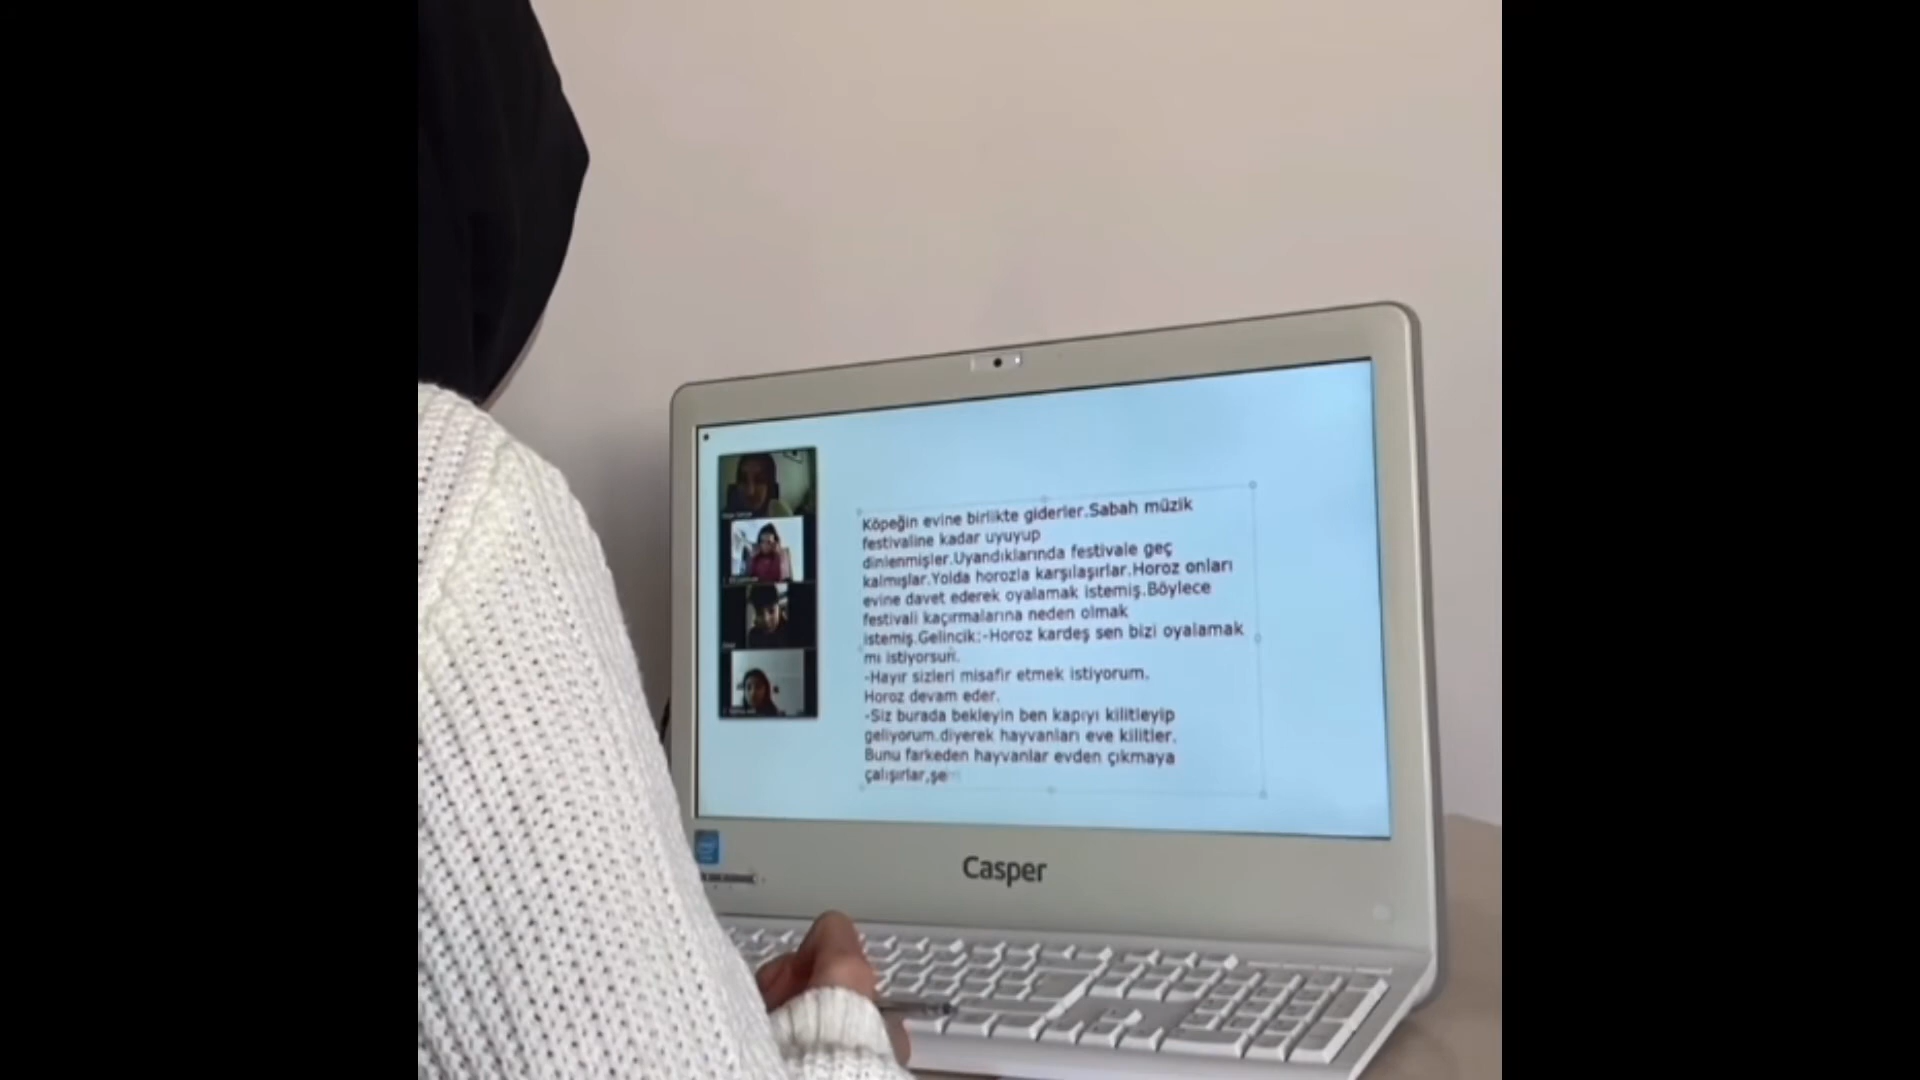 Köpeğin evine birlikte giderler.Sabah müzik
festivaline kadar uyuyup
dinlenmişler.Uyandıklarında festivale geç
kalmışlar.Yolda horozla karşılaşırlar.Horoz onları
evine davet ederek oyalamak istemiş.Böylece
festivali kaçırmalarına neden olmak
istemiş.Gelincik:-Horoz kardeş sen bizi oyalamak
mı istiyorsun.
-Hayır sizleri misafir etmek istiyorum.
Horoz devam eder.
-Siz burada bekleyin ben kapıyı kilitleyip
geliyorum.diyerek hayvanları eve kilitler.
Bunu farkeden hayvanlar evden çıkmaya
çalışırlar,şe
Casper